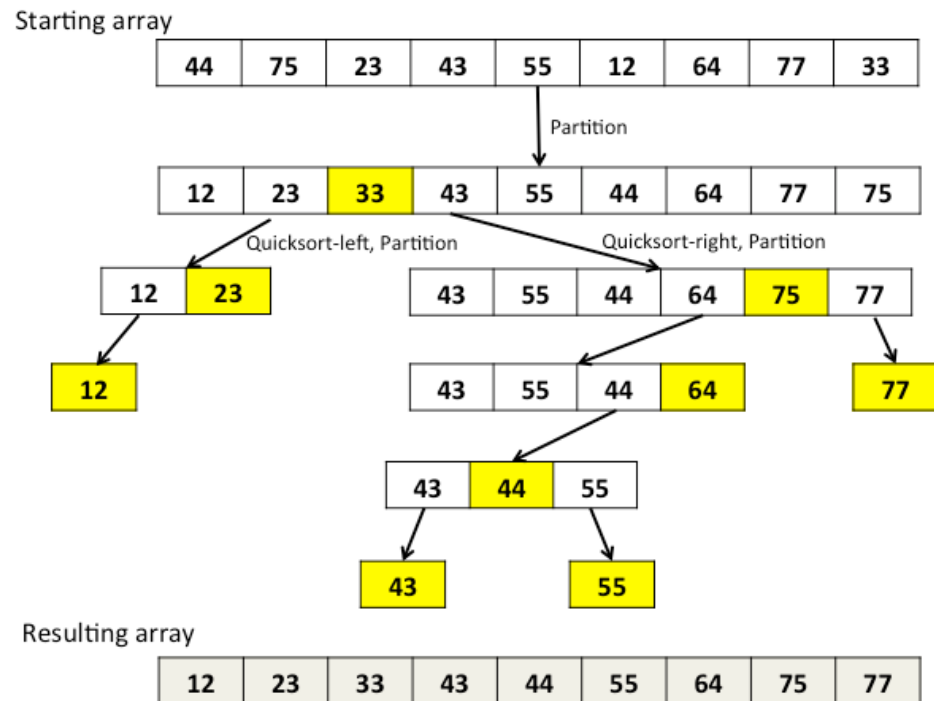 Starting array
44 75 23 43 55 12 64 77 33
Partition
12 23 33 43 55 44 64 77 75
Quicksort-left, Partition Quicksort-right, Partition
12 23 43 55 44 64 75 77
12 43 55 44 64 77
43 44 55
43 55
Resulting array
12 23 33 43 44 55 64 75 77